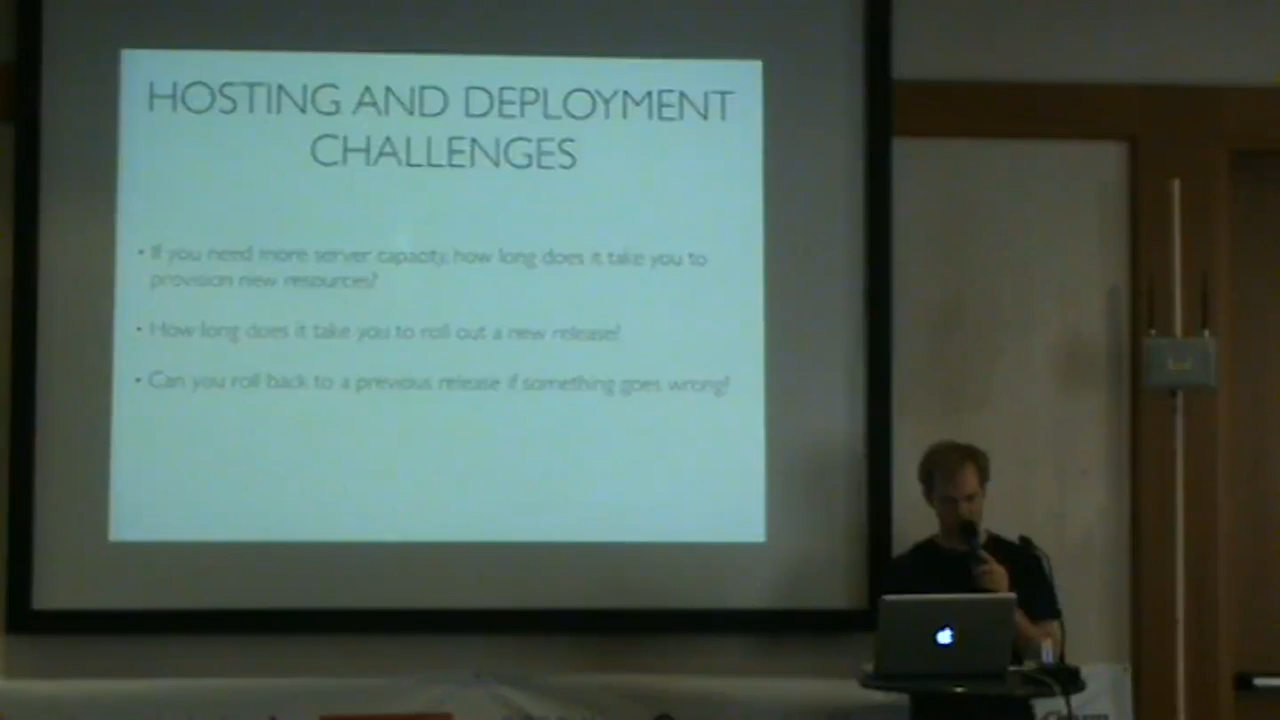 HOSTING AND DEPLOYMENT
CHALLENGES
• If you need more server capacity how long does it take you to
provision new resources?
• How long does it take you to roll out a new release?
• Can you roll back to a previous release if something goes wrong?